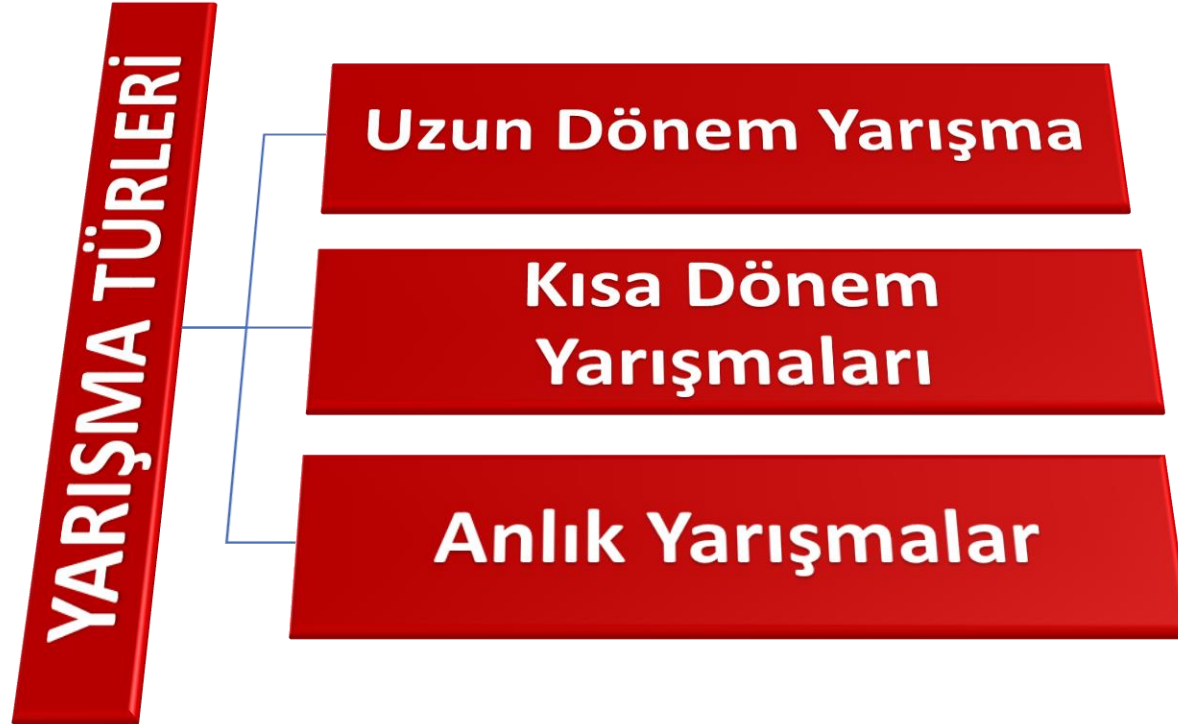 YARIŞMA TÜRLERİ
Uzun Dönem Yarışma
Kısa Dönem
Yarışmaları
Anlık Yarışmalar